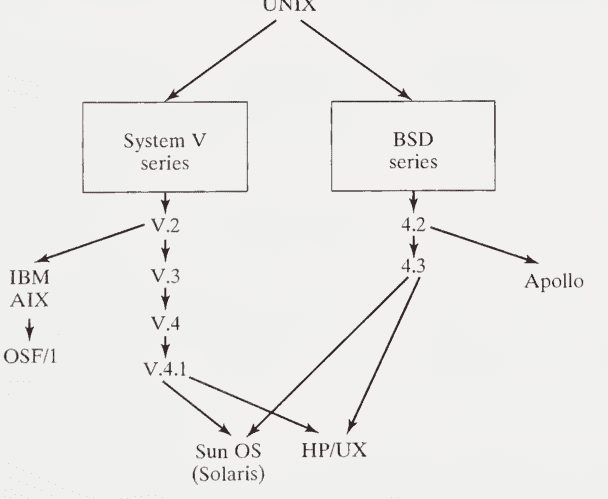 UNIX
System V
series
BSD
series
V.2
4.2
IBM
AIX
V.3
4.3
Apollo
V.4
OSF/1
V.4.1
Sun OS
(Solaris)
HP/UX